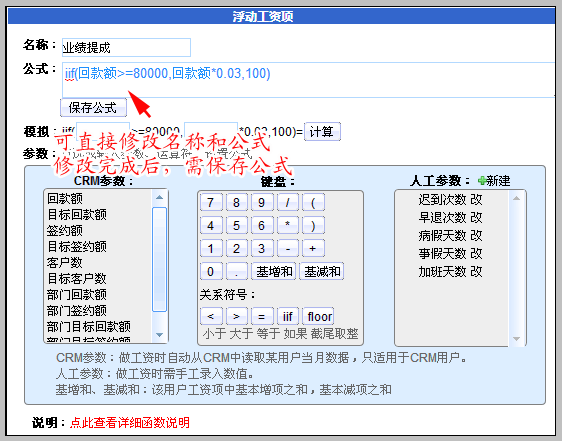 浮动工资项
名称：业绩提成
公式：iif(回款额>=80000,回款额*0.03,100)
保存公式
模拟：iif( >=80000, *0.03,100)= 计算
可直接修改名称和公式
参数：
修改完成后，需保存公式
CRM参数： 键盘： 人工参数： 新建
回款额
目标回款额
签约额
目标签约额
客户数
目标客户数
部门回款额
部门签约额
部门目标回款额
部门目标签约额
7 8 9 / (
4 5 6 * )
1 2 3 - +
0 . 基增和 基减和
关系符号：
< > = iif floor
小于 大于 等于 如果 截尾取整
迟到次数 改
早退次数 改
病假天数 改
事假天数 改
加班天数 改
CRM参数：做工资时自动从CRM中读取某用户当月数据，只适用于CRM用户。
人工参数：做工资时需手工录入数值。
基增和、基减和：该用户工资项中基本增项之和，基本减项之和
说明：点此查看详细函数说明